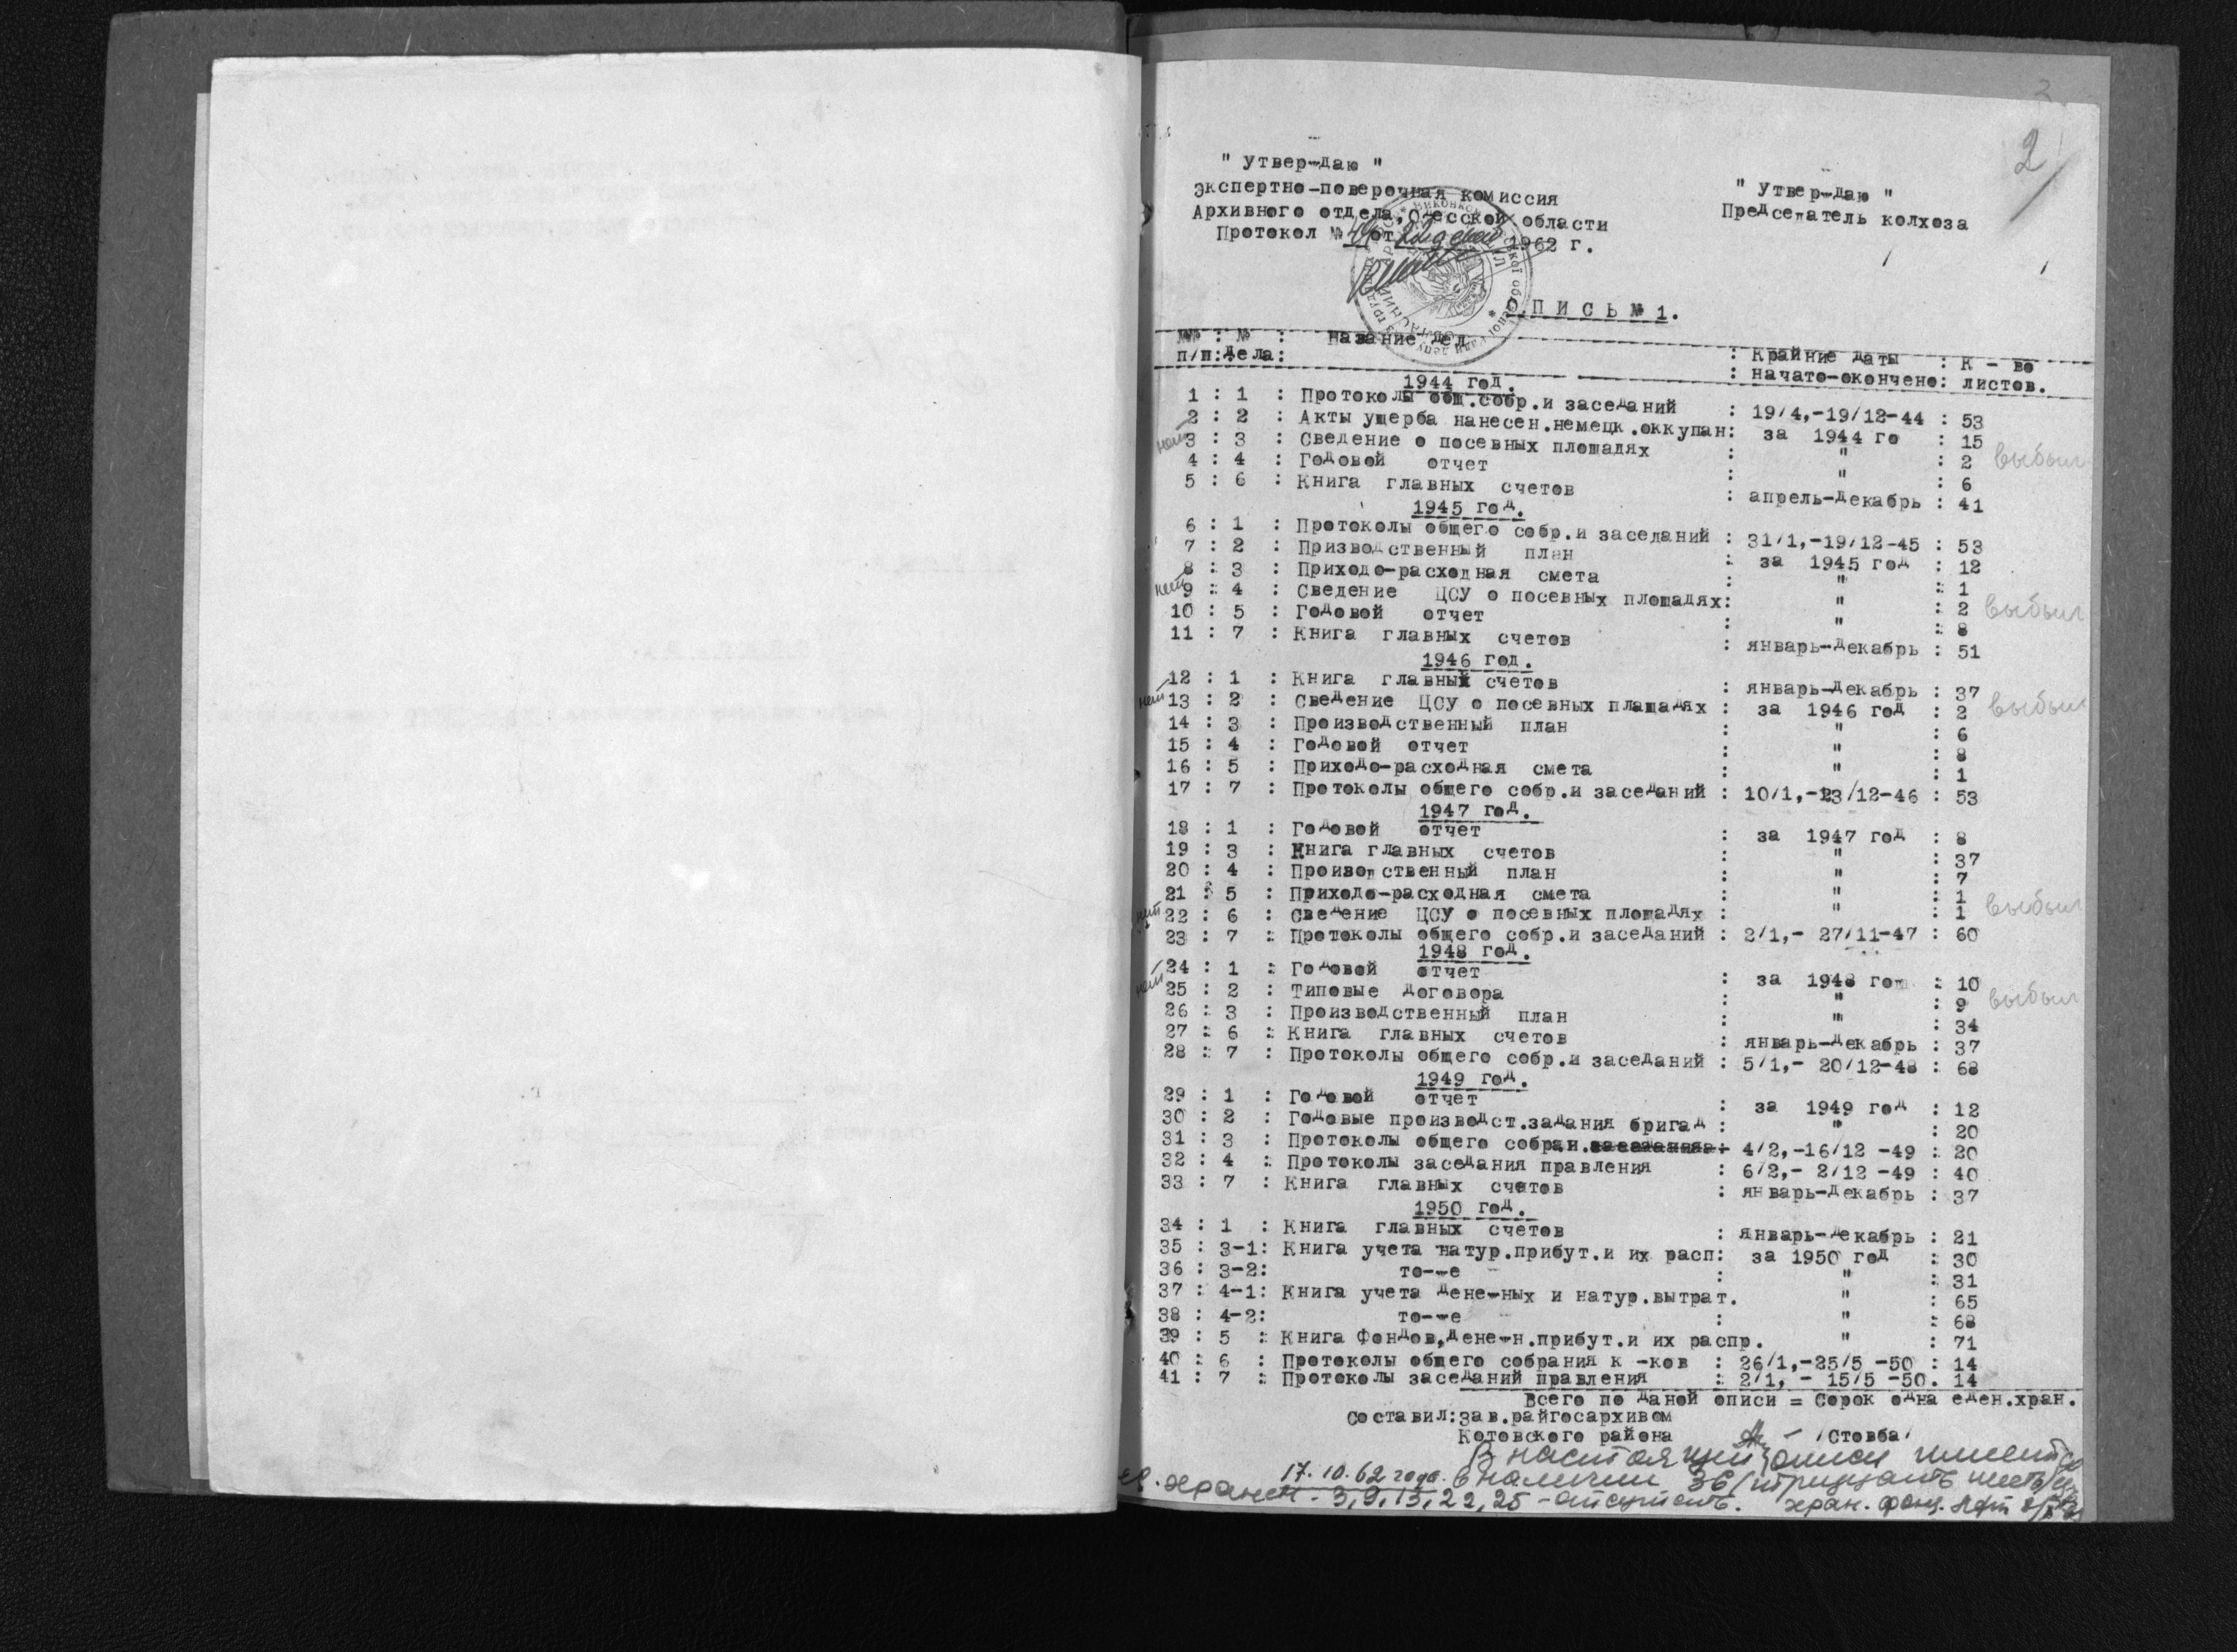 2
" Утвер-даю "
Экспертно-поверочная комиссия
Архивного отдела, Одесской области
Протокол № от 1962 г.
" Утвер-даю "
Председатель колхоза
ОПИСЬ № 1.
№№ : № : Название дел : Крайние даты : К - во
п/п: Дела: : начато-окончено: листов.
1944 год.
1 : 1 : Протоколы общ.собр.и заседаний : 19/4,-19/12-44 : 53
2 : 2 : Акты ущерба нанесен.немецк.оккупан: за 1944 го : 15
нет 3 : 3 : Сведение о посевных площадях : " : 2 выбыл
4 : 4 : Годовой отчет : " : 6
5 : 6 : Книга главных счетов : апрель-декабрь : 41
1945 год.
6 : 1 : Протоколы общего собр.и заседаний : 31/1,-19/12-45 : 53
7 : 2 : Призводственный план : за 1945 год : 12
8 : 3 : Приходо-расходная смета : " : 1
нет 9 : 4 : Сведение ЦСУ о посевных площадях: " : 2 выбыл
10 : 5 : Годовой отчет : " : 8
11 : 7 : Книга главных счетов : январь-декабрь : 51
1946 год.
12 : 1 : Книга главных счетов : январь-декабрь : 37
нет 13 : 2 : Сведение ЦСУ о посевных плащадях : за 1946 год : 2 выбыл
14 : 3 : Производственный план : " : 6
15 : 4 : Годовой отчет : " : 8
16 : 5 : Приходо-расходная смета : " : 1
17 : 7 : Протоколы общего собр.и заседаний : 10/1,-23/12-46 : 53
1947 год.
18 : 1 : Годовой отчет : за 1947 год : 8
19 : 3 : Книга главных счетов : " : 37
20 : 4 : Производственный план : " : 7
21 : 5 : Приходо-расходная смета : " : 1
нет 22 : 6 : Сведение ЦСУ о посевных площадях : " : 1 выбыл
23 : 7 : Протоколы общего собр.и заседаний : 2/1,- 27/11-47 : 60
1948 год.
24 : 1 : Годовой отчет : за 1948 год : 10
нет 25 : 2 : Типовые договора : " : 9 выбыл
26 : 3 : Производственный план : " : 34
27 : 6 : Книга главных счетов : январь-декабрь : 37
28 : 7 : Протоколы общего собр.и заседаний : 5/1,- 20/12-48 : 68
1949 год.
29 : 1 : Годовой отчет : за 1949 год : 12
30 : 2 : Годовые производст.задания бригад : " : 20
31 : 3 : Протоколы общего собран. : 4/2,-16/12 -49 : 20
32 : 4 : Протоколы заседания правления : 6/2,- 2/12 -49 : 40
33 : 7 : Книга главных счетов : январь-декабрь : 37
1950 год.
34 : 1 : Книга главных счетов : январь-декабрь : 21
35 : 3-1: Книга учета натур.прибут.и их расп: за 1950 год : 30
36 : 3-2: то-же : " : 31
37 : 4-1: Книга учета дене-ных и натур.вытрат. " : 65
38 : 4-2: то-же : " : 68
39 : 5 : Книга фондов,дене-н.прибут.и их распр. " : 71
40 : 6 : Протоколы общего собрания к -ков : 26/1,-25/5 -50 : 14
41 : 7 : Протоколы заседаний правления : 2/1, - 15/5 -50. 14
Всего по даной описи = Сорок одна еден.хран.
Составил:зав.райгосархивом
Котовского района /Стовба/
В настоящей описи имеется
17.10.62 года. в наличии 36 (тридцать шесть) ед.
хранен - 3,9,13,22,25 - отсутств. хран. фонд.